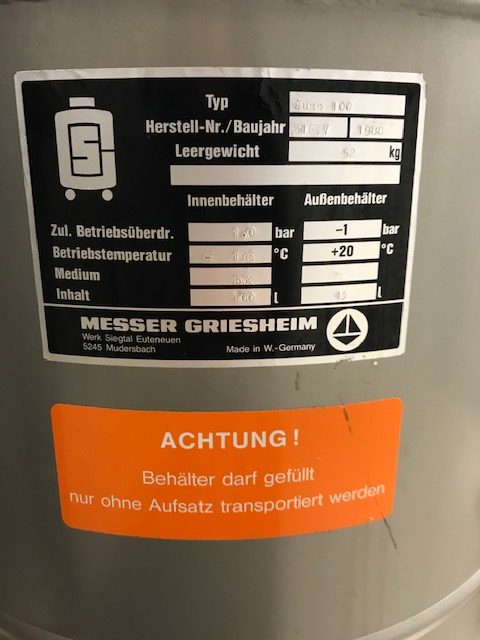 Typ
Herstell-Nr./Baujahr 1980
Leergewicht kg
Innenbehälter Außenbehälter
Zul. Betriebsüberdr. bar -1 bar
Betriebstemperatur °C +20 °C
Medium
Inhalt l l
MESSER GRIESHEIM
Werk Siegtal Euteneuen
5245 Mudersbach Made in W.-Germany
ACHTUNG !
Behälter darf gefüllt
nur ohne Aufsatz transportiert werden